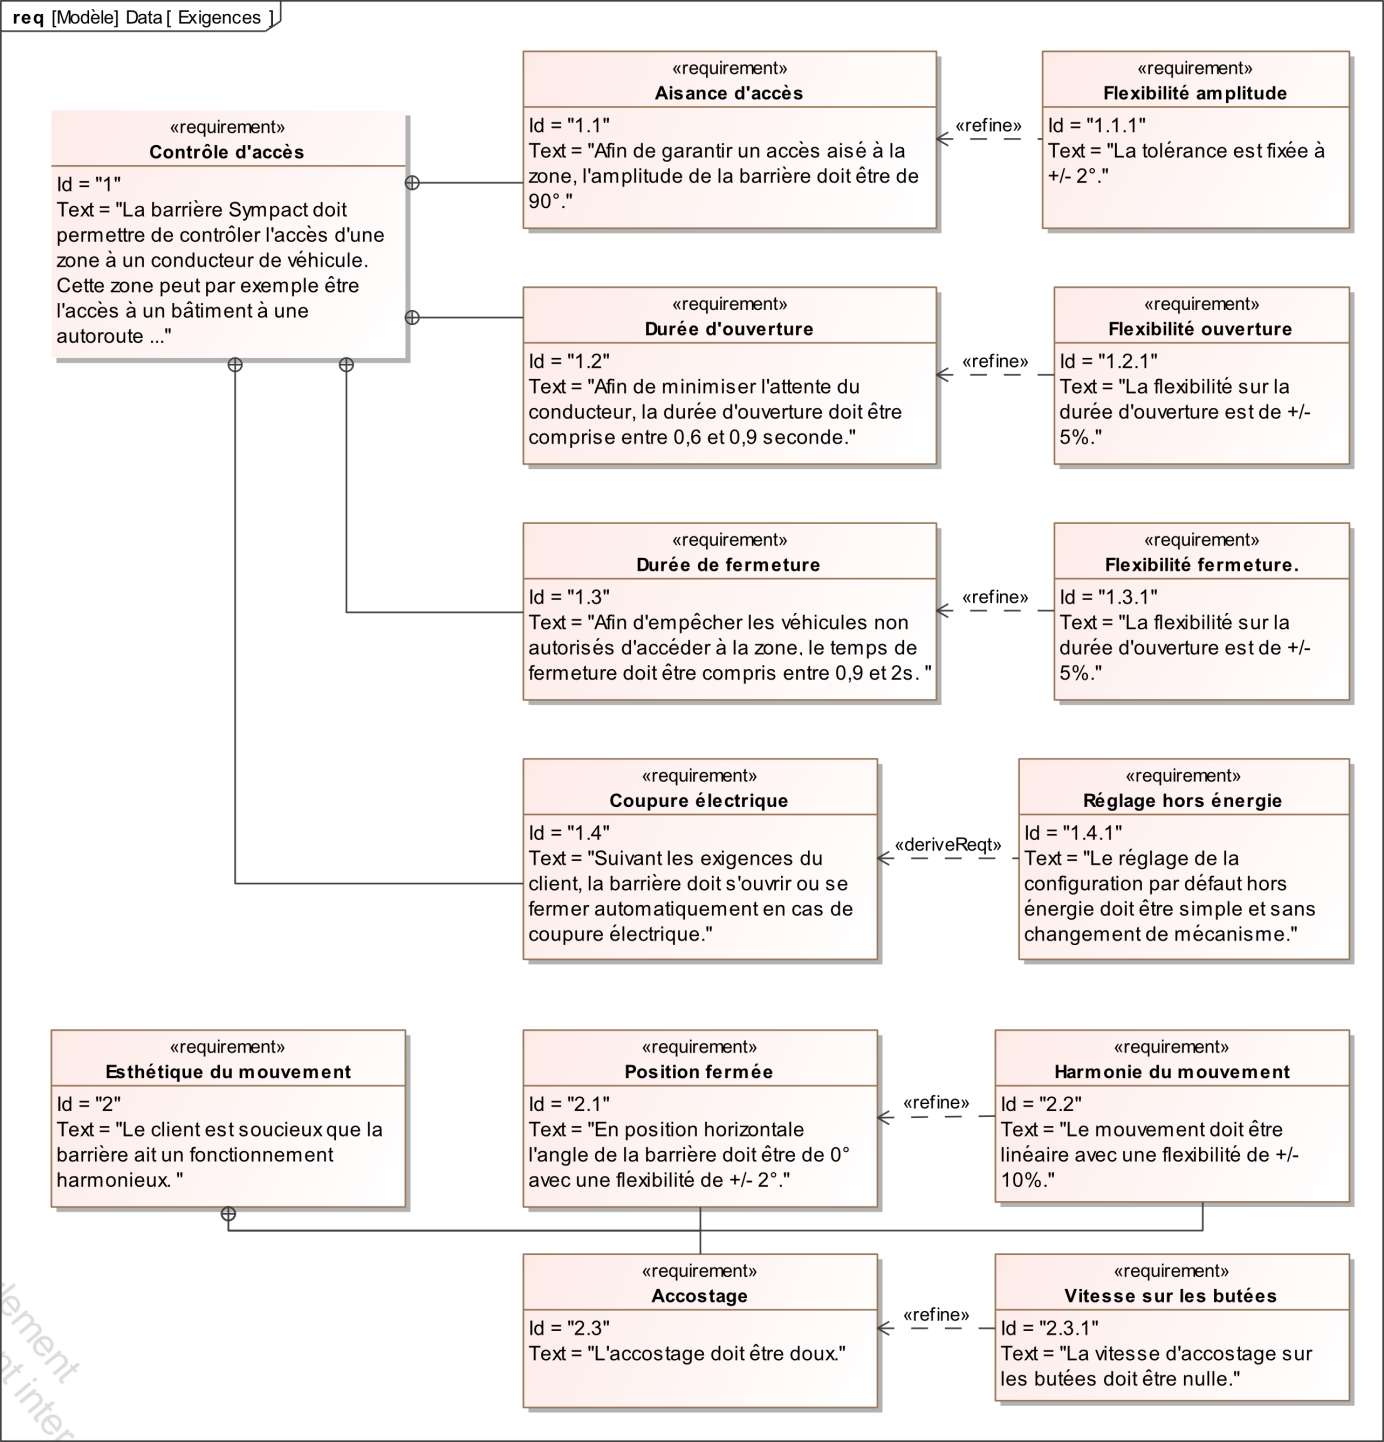 req [Modèle] Data [ Exigences ]
«requirement»
Contrôle d'accès
Id = "1"
Text = "La barrière Sympact doit
permettre de contrôler l'accès d'une
zone à un conducteur de véhicule.
Cette zone peut par exemple être
l'accès à un bâtiment à une
autoroute ..."
«requirement»
Aisance d'accès
Id = "1.1"
Text = "Afin de garantir un accès aisé à la
zone, l'amplitude de la barrière doit être de
90°."
«refine»
«requirement»
Flexibilité amplitude
Id = "1.1.1"
Text = "La tolérance est fixée à
+/- 2°."
«requirement»
Durée d'ouverture
Id = "1.2"
Text = "Afin de minimiser l'attente du
conducteur, la durée d'ouverture doit être
comprise entre 0,6 et 0,9 seconde."
«refine»
«requirement»
Flexibilité ouverture
Id = "1.2.1"
Text = "La flexibilité sur la
durée d'ouverture est de +/-
5%."
«requirement»
Durée de fermeture
Id = "1.3"
Text = "Afin d'empêcher les véhicules non
autorisés d'accéder à la zone, le temps de
fermeture doit être compris entre 0,9 et 2s. "
«refine»
«requirement»
Flexibilité fermeture.
Id = "1.3.1"
Text = "La flexibilité sur la
durée d'ouverture est de +/-
5%."
«requirement»
Coupure électrique
Id = "1.4"
Text = "Suivant les exigences du
client, la barrière doit s'ouvrir ou se
fermer automatiquement en cas de
coupure électrique."
«deriveReqt»
«requirement»
Réglage hors énergie
Id = "1.4.1"
Text = "Le réglage de la
configuration par défaut hors
énergie doit être simple et sans
changement de mécanisme."
«requirement»
Esthétique du mouvement
Id = "2"
Text = "Le client est soucieux que la
barrière ait un fonctionnement
harmonieux. "
«requirement»
Position fermée
Id = "2.1"
Text = "En position horizontale
l'angle de la barrière doit être de 0°
avec une flexibilité de +/- 2°."
«refine»
«requirement»
Harmonie du mouvement
Id = "2.2"
Text = "Le mouvement doit être
linéaire avec une flexibilité de +/-
10%."
«requirement»
Accostage
Id = "2.3"
Text = "L'accostage doit être doux."
«refine»
«requirement»
Vitesse sur les butées
Id = "2.3.1"
Text = "La vitesse d'accostage sur
les butées doit être nulle."